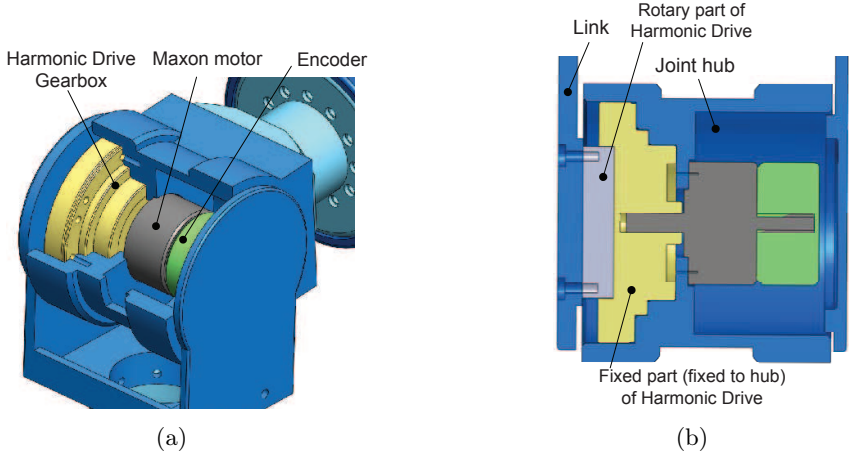 Harmonic Drive
Gearbox
Maxon motor
Encoder
(a)
Rotary part of
Harmonic Drive
Link
Joint hub
Fixed part (fixed to hub)
of Harmonic Drive
(b)